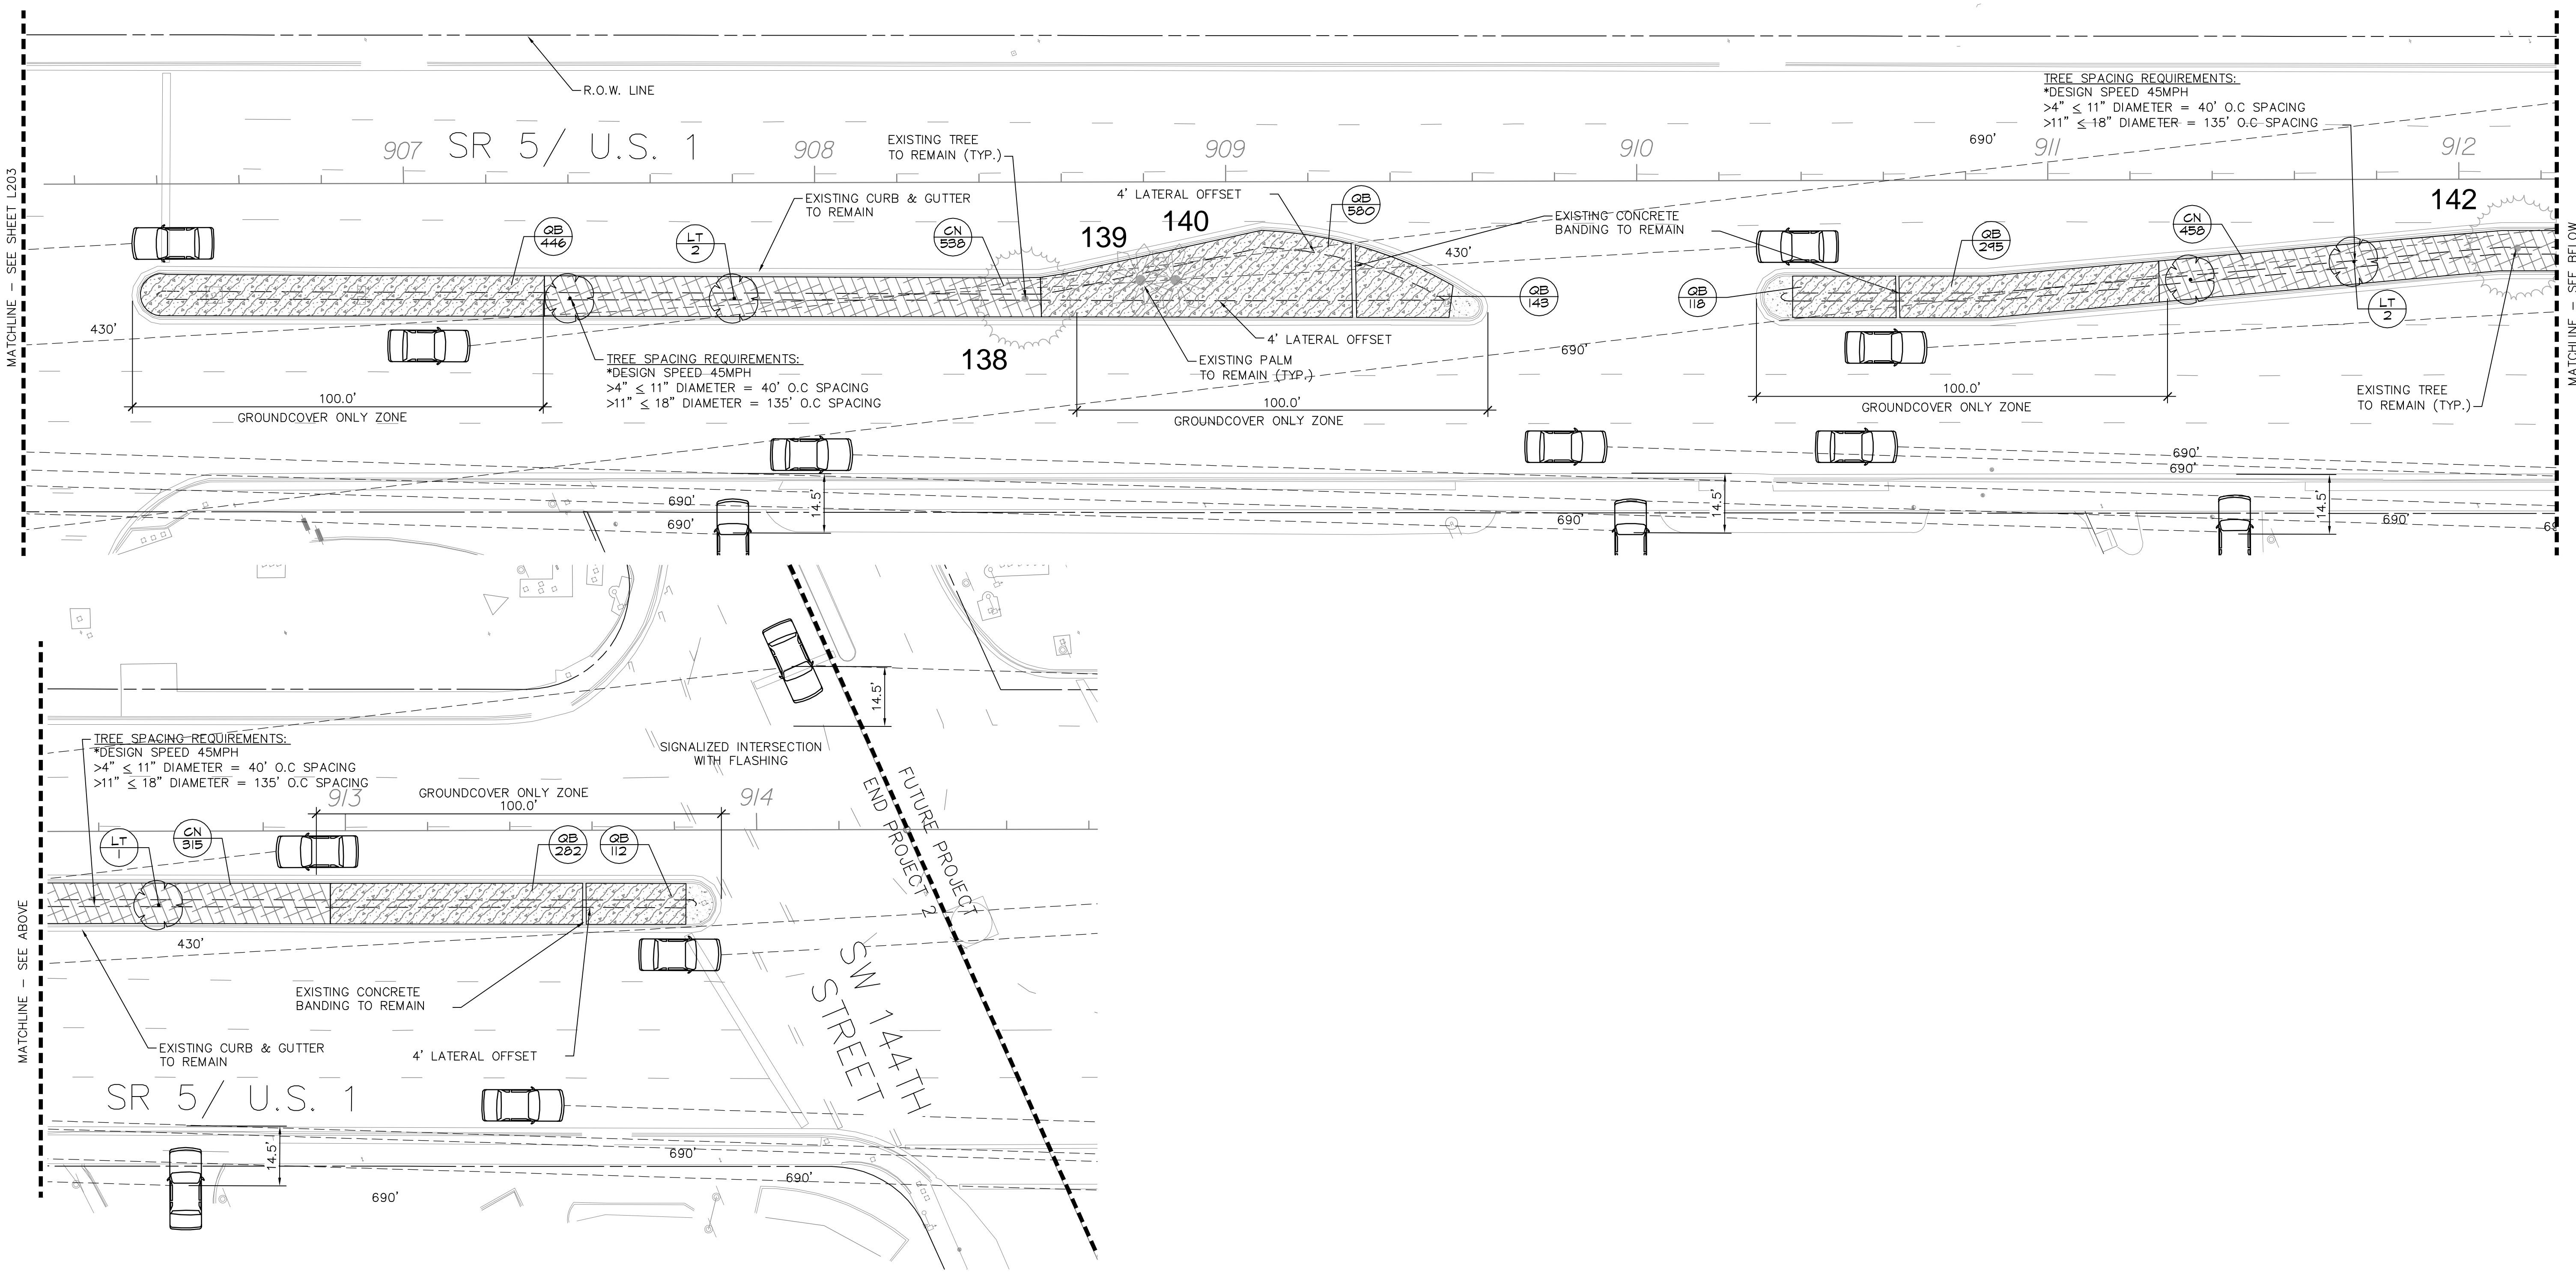 R.O.W. LINE
SR 5/ U.S. 1
907
908
909
910
911
912
MATCHLINE – SEE SHEET L203
MATCHLINE – SEE BELOW
TREE SPACING REQUIREMENTS:
*DESIGN SPEED 45MPH
>4" ≤ 11" DIAMETER = 40' O.C SPACING
>11" ≤ 18" DIAMETER = 135' O.C SPACING
690'
EXISTING TREE
TO REMAIN (TYP.)
EXISTING CURB & GUTTER
TO REMAIN
4' LATERAL OFFSET
QB
580
EXISTING CONCRETE
BANDING TO REMAIN
QB
446
LT
2
CN
538
139
140
142
430'
QB
295
CN
458
QB
143
QB
118
LT
2
430'
138
4' LATERAL OFFSET
EXISTING PALM
TO REMAIN (TYP.)
690'
TREE SPACING REQUIREMENTS:
*DESIGN SPEED 45MPH
>4" ≤ 11" DIAMETER = 40' O.C SPACING
>11" ≤ 18" DIAMETER = 135' O.C SPACING
100.0'
GROUNDCOVER ONLY ZONE
100.0'
GROUNDCOVER ONLY ZONE
100.0'
GROUNDCOVER ONLY ZONE
EXISTING TREE
TO REMAIN (TYP.)
690'
690'
690'
690'
14.5'
690'
14.5'
14.5'
690'
MATCHLINE – SEE ABOVE
14.5'
TREE SPACING REQUIREMENTS:
*DESIGN SPEED 45MPH
>4" ≤ 11" DIAMETER = 40' O.C SPACING
>11" ≤ 18" DIAMETER = 135' O.C SPACING
SIGNALIZED INTERSECTION
WITH FLASHING
FUTURE PROJECT
END PROJECT 2
913
914
GROUNDCOVER ONLY ZONE
100.0'
LT
1
CN
315
QB
282
QB
112
430'
EXISTING CONCRETE
BANDING TO REMAIN
EXISTING CURB & GUTTER
TO REMAIN
4' LATERAL OFFSET
SW 144TH
STREET
SR 5/ U.S. 1
14.5'
690'
690'
690'